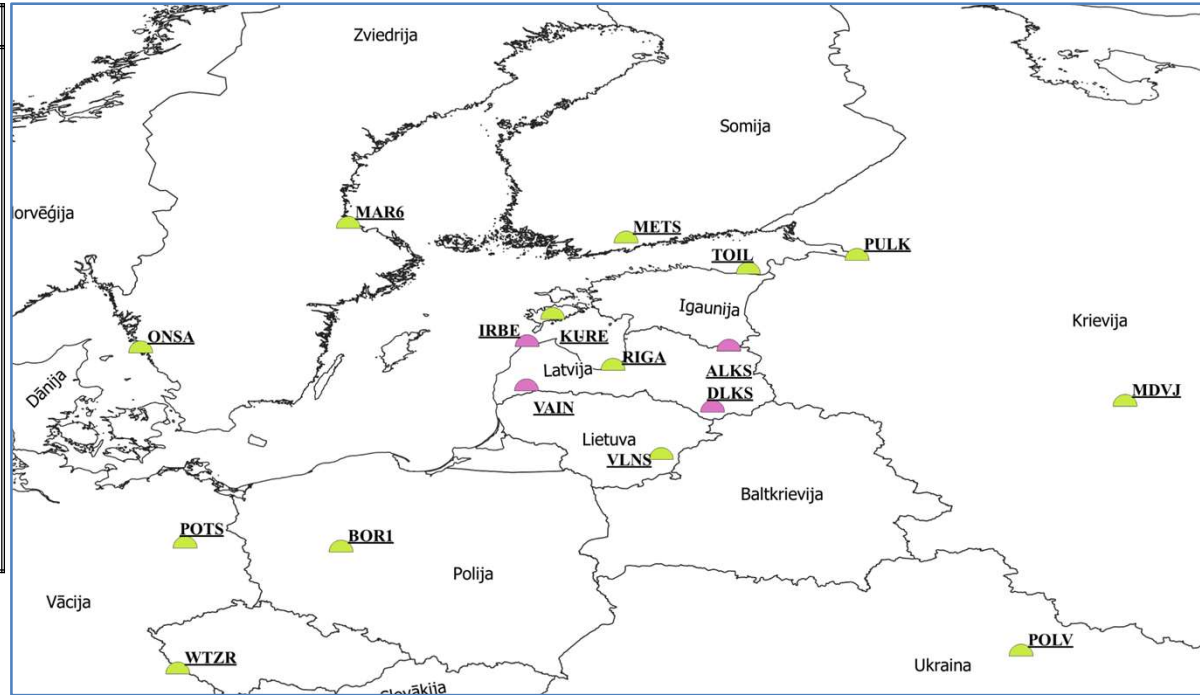 Zviedrija
Somija
orvēģija
MAR6
METS
PULK
TOIL
Igaunija
Krievija
ONSA
IRBE
KURE
RIGA
Latvija
ALKS
Dānija
DLKS
MDVJ
VAIN
Lietuva
VLNS
Baltkrievija
POTS
BOR1
Polija
Vācija
WTZR
POLV
Ukraina
Slovākija